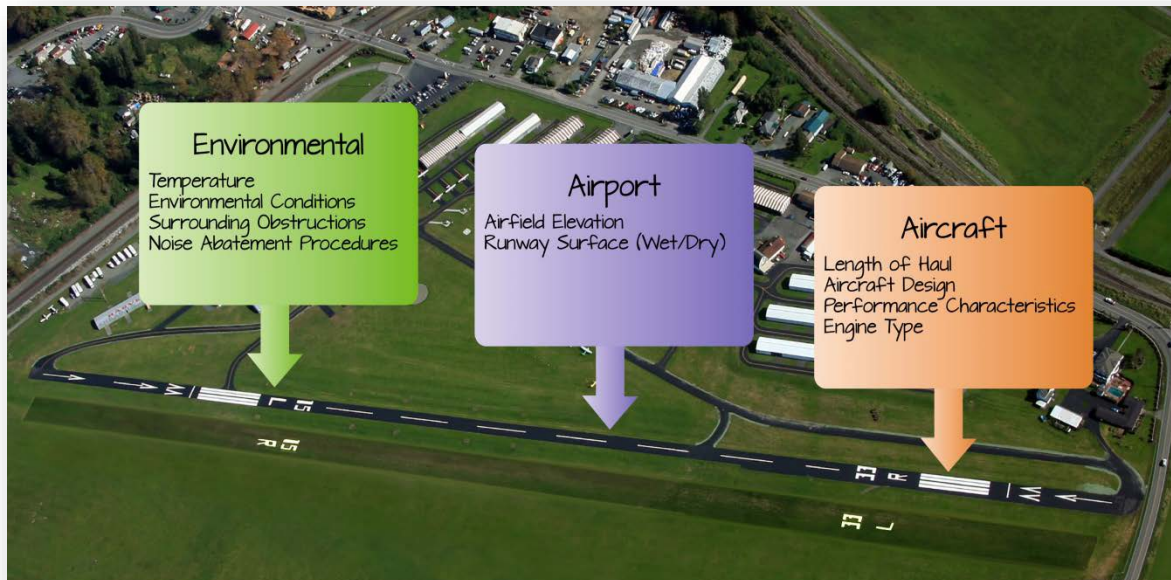 Environmental
Temperature
Environmental Conditions
Surrounding Obstructions
Noise Abatement Procedures
Airport
Airfield Elevation
Runway Surface (Wet/Dry)
Aircraft
Length of Haul
Aircraft Design
Performance Characteristics
Engine Type
15
L
15
R
33
R
33
L